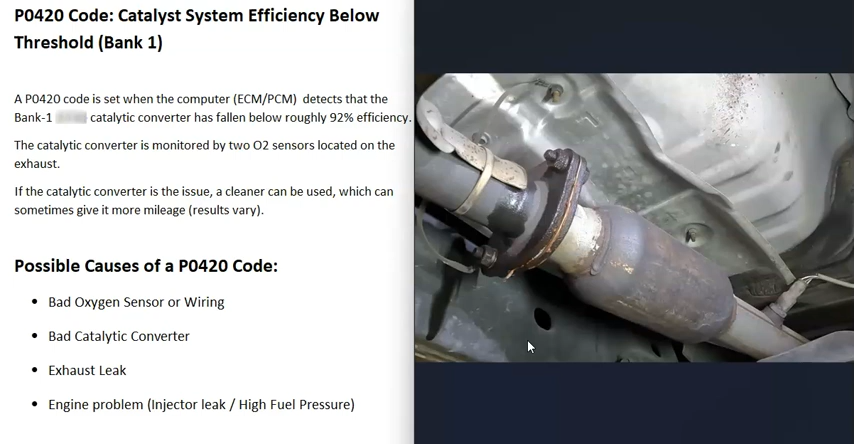 P0420 Code: Catalyst System Efficiency Below
Threshold (Bank 1)
A P0420 code is set when the computer (ECM/PCM) detects that the
Bank-1 catalytic converter has fallen below roughly 92% efficiency.
The catalytic converter is monitored by two O2 sensors located on the
exhaust.
If the catalytic converter is the issue, a cleaner can be used, which can
sometimes give it more mileage (results vary).
Possible Causes of a P0420 Code:
• Bad Oxygen Sensor or Wiring
• Bad Catalytic Converter
• Exhaust Leak
• Engine problem (Injector leak / High Fuel Pressure)